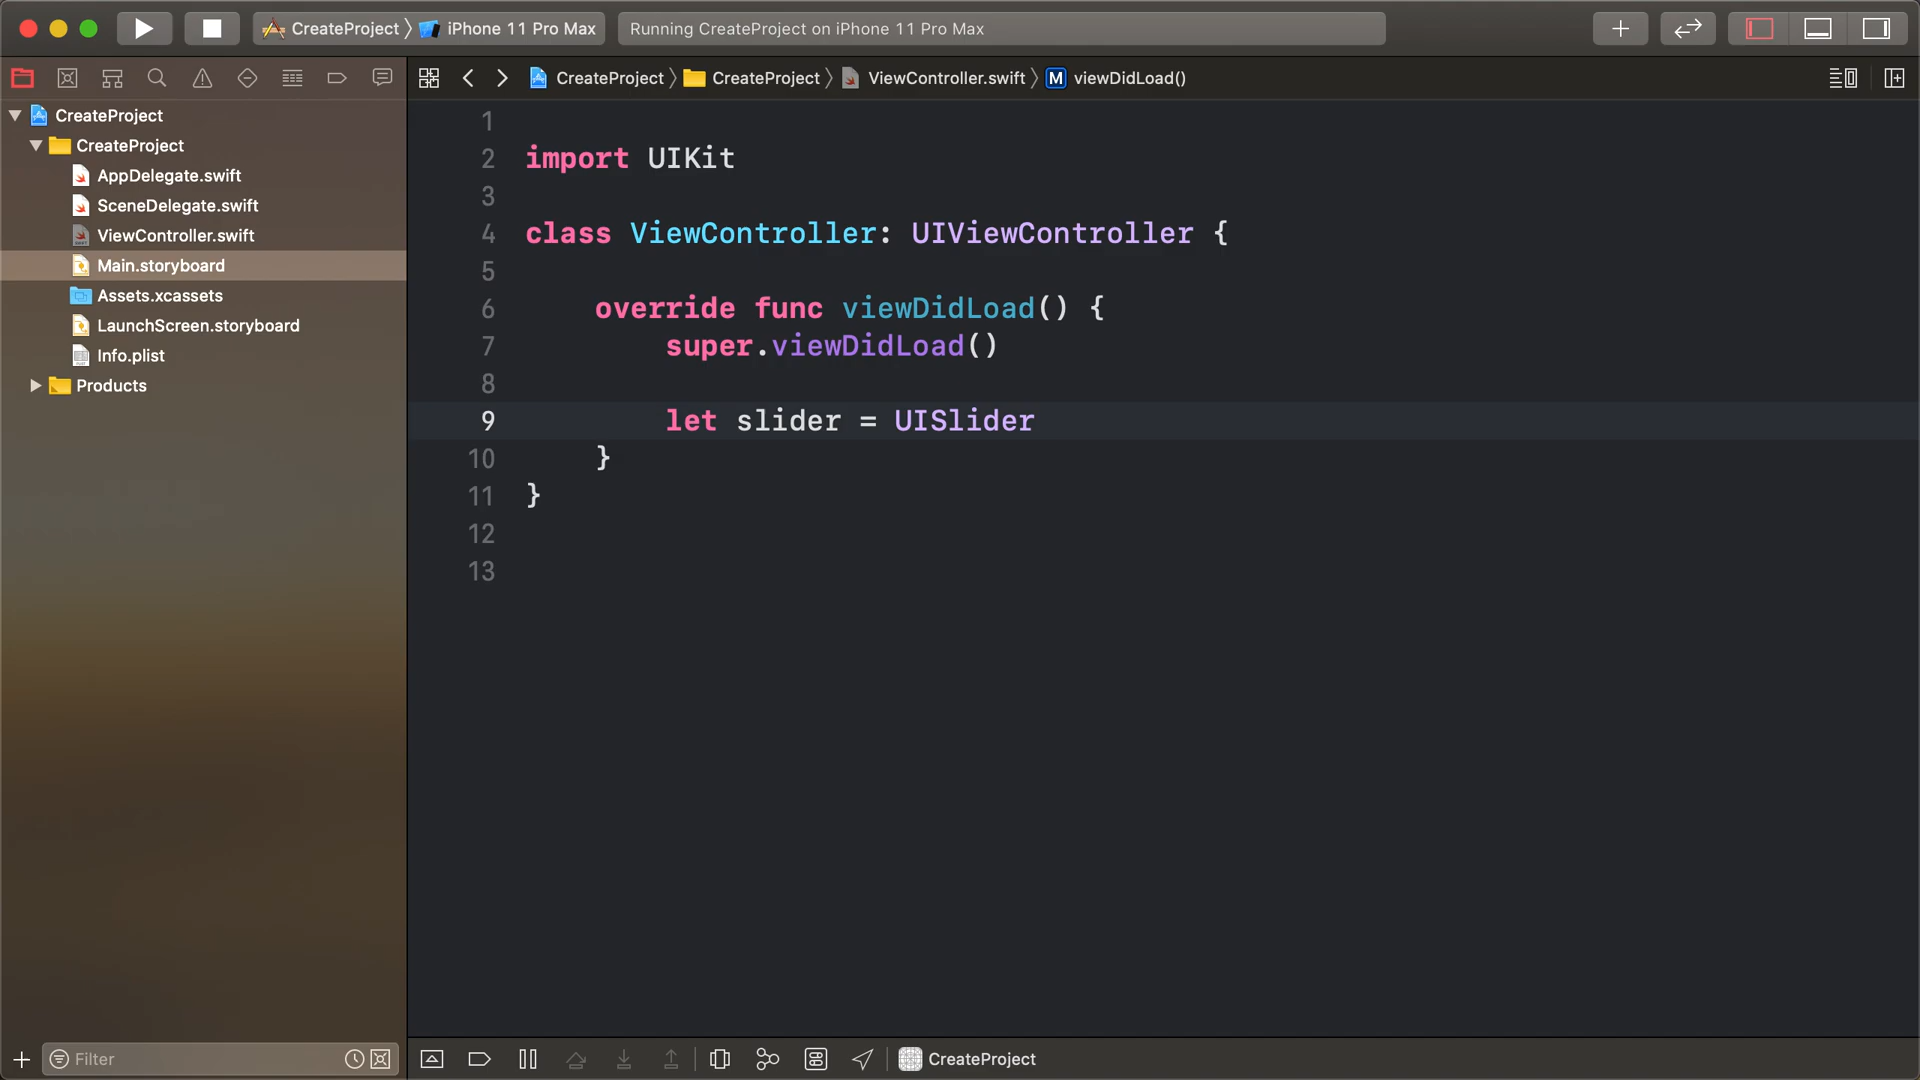 CreateProject 〉 iPhone 11 Pro Max
Running CreateProject on iPhone 11 Pro Max
CreateProject 〉 CreateProject 〉 ViewController.swift 〉 M viewDidLoad()
CreateProject
CreateProject
AppDelegate.swift
SceneDelegate.swift
ViewController.swift
Main.storyboard
Assets.xcassets
LaunchScreen.storyboard
Info.plist
Products
1
2 import UIKit
3
4 class ViewController: UIViewController {
5
6 override func viewDidLoad() {
7 super.viewDidLoad()
8
9 let slider = UISlider
10 }
11 }
12
13
Filter
CreateProject